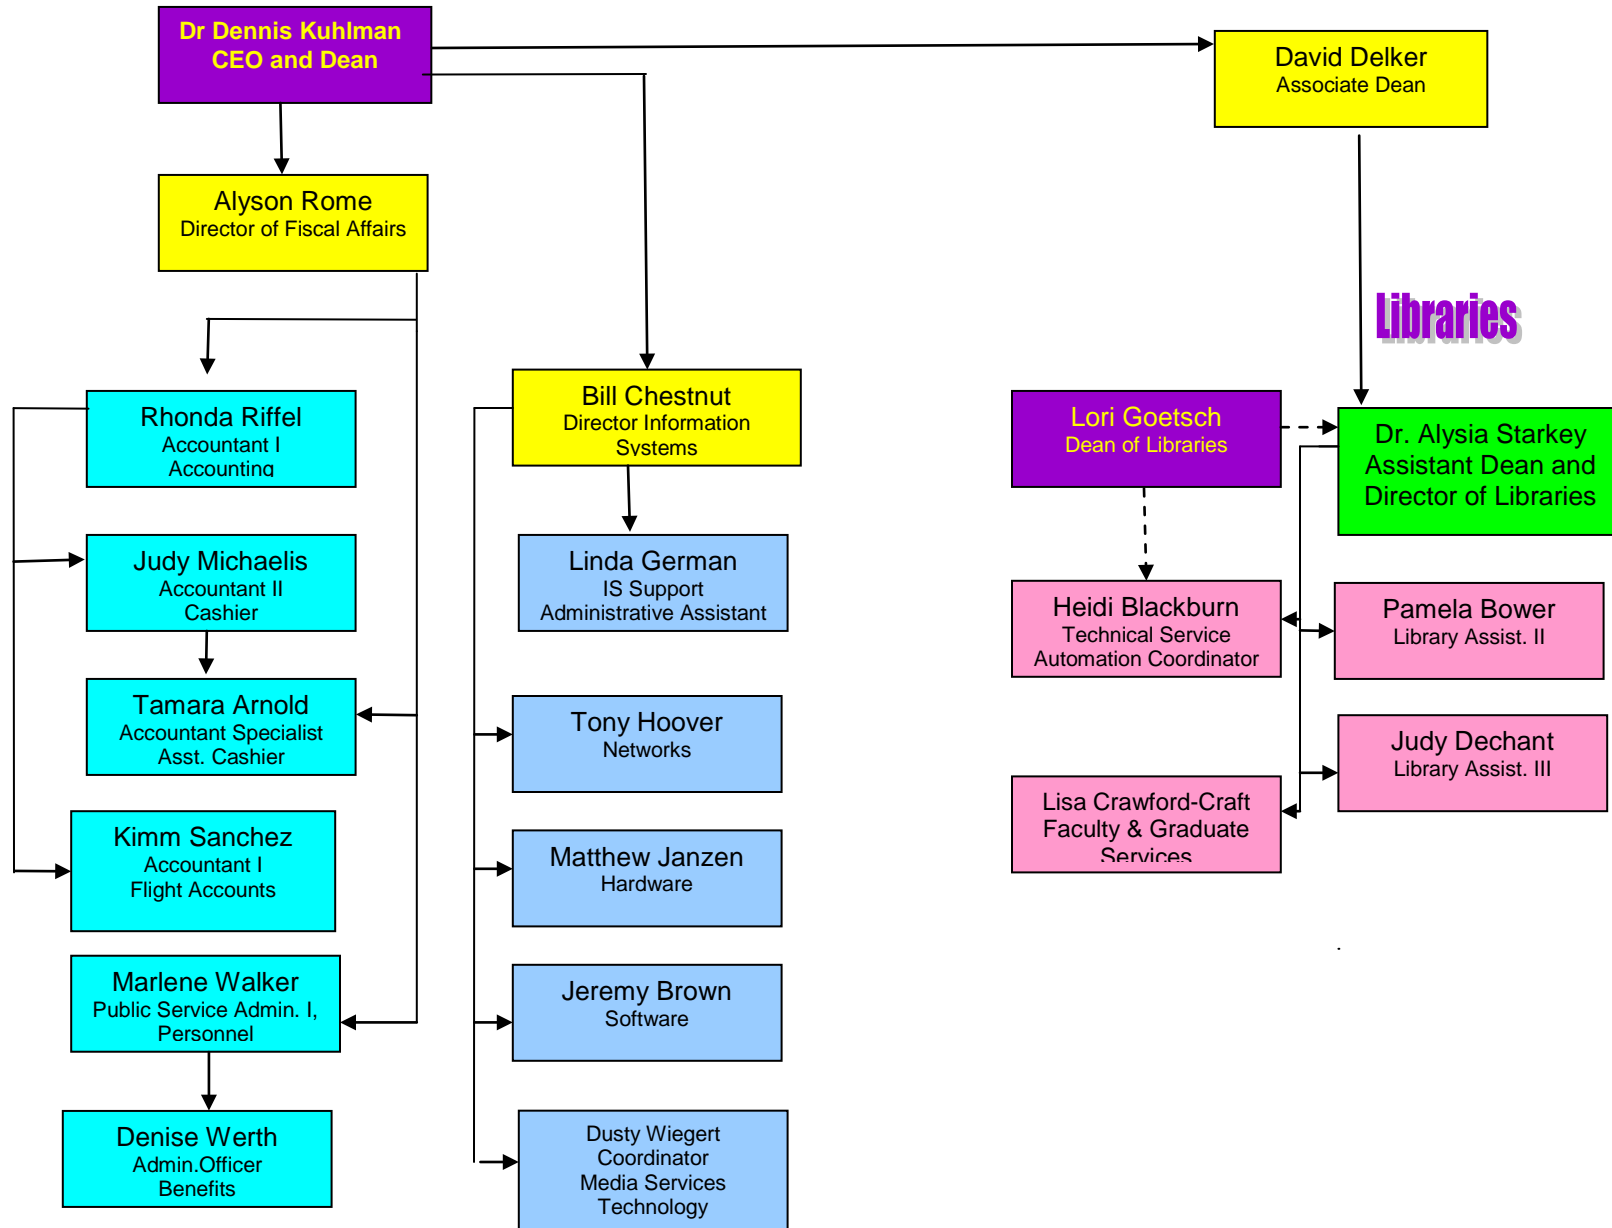 Dr Dennis Kuhlman
CEO and Dean
David Delker
Associate Dean
Alyson Rome
Director of Fiscal Affairs
Libraries
Rhonda Riffel
Accountant I
Accounting
Bill Chestnut
Director Information
Systems
Lori Goetsch
Dean of Libraries
Dr. Alysia Starkey
Assistant Dean and
Director of Libraries
Judy Michaelis
Accountant II
Cashier
Linda German
IS Support
Administrative Assistant
Heidi Blackburn
Technical Service
Automation Coordinator
Pamela Bower
Library Assist. II
Tamara Arnold
Accountant Specialist
Asst. Cashier
Tony Hoover
Networks
Judy Dechant
Library Assist. III
Lisa Crawford-Craft
Faculty & Graduate
Services
Kimm Sanchez
Accountant I
Flight Accounts
Matthew Janzen
Hardware
Marlene Walker
Public Service Admin. I,
Personnel
Jeremy Brown
Software
Denise Werth
Admin.Officer
Benefits
Dusty Wiegert
Coordinator
Media Services
Technology